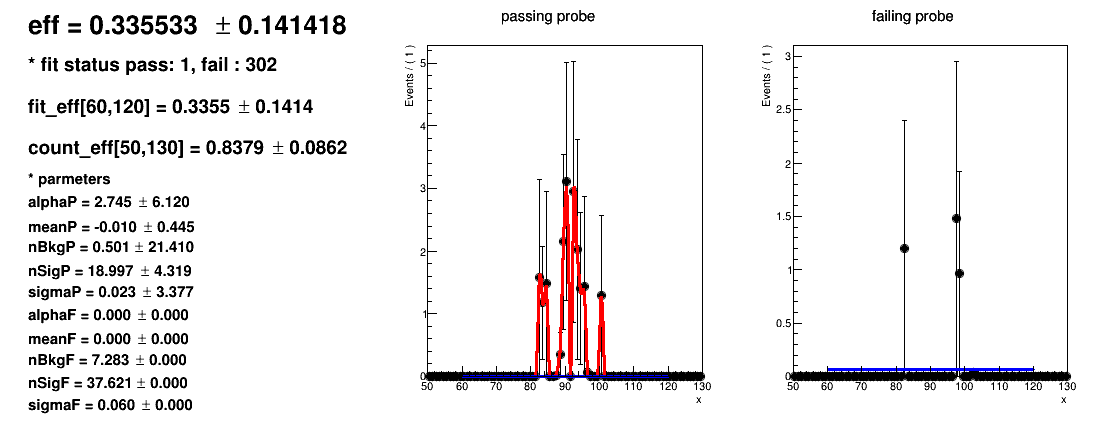 eff = 0.335533 ± 0.141418
* fit status pass: 1, fail : 302
fit_eff[60,120] = 0.3355 ± 0.1414
count_eff[50,130] = 0.8379 ± 0.0862
* parmeters
alphaP = 2.745 ± 6.120
meanP = -0.010 ± 0.445
nBkgP = 0.501 ± 21.410
nSigP = 18.997 ± 4.319
sigmaP = 0.023 ± 3.377
alphaF = 0.000 ± 0.000
meanF = 0.000 ± 0.000
nBkgF = 7.283 ± 0.000
nSigF = 37.621 ± 0.000
sigmaF = 0.060 ± 0.000
passing probe
Events / ( 1 )
5
4
3
2
1
0
50 60 70 80 90 100 110 120 130
x
failing probe
Events / ( 1 )
3
2.5
2
1.5
1
0.5
0
50 60 70 80 90 100 110 120 130
x